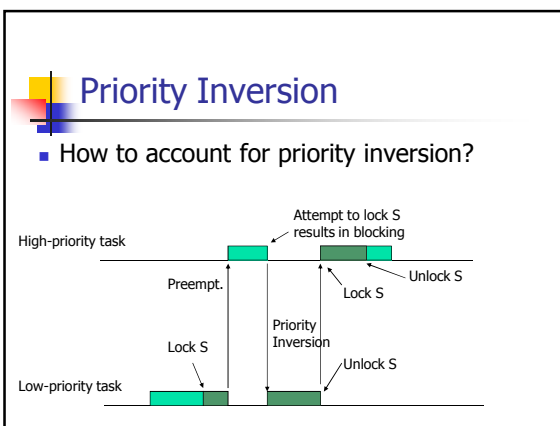 Priority Inversion
How to account for priority inversion?
Attempt to lock S
results in blocking
High-priority task
Unlock S
Preempt.
Lock S
Priority
Inversion
Lock S
Unlock S
Low-priority task